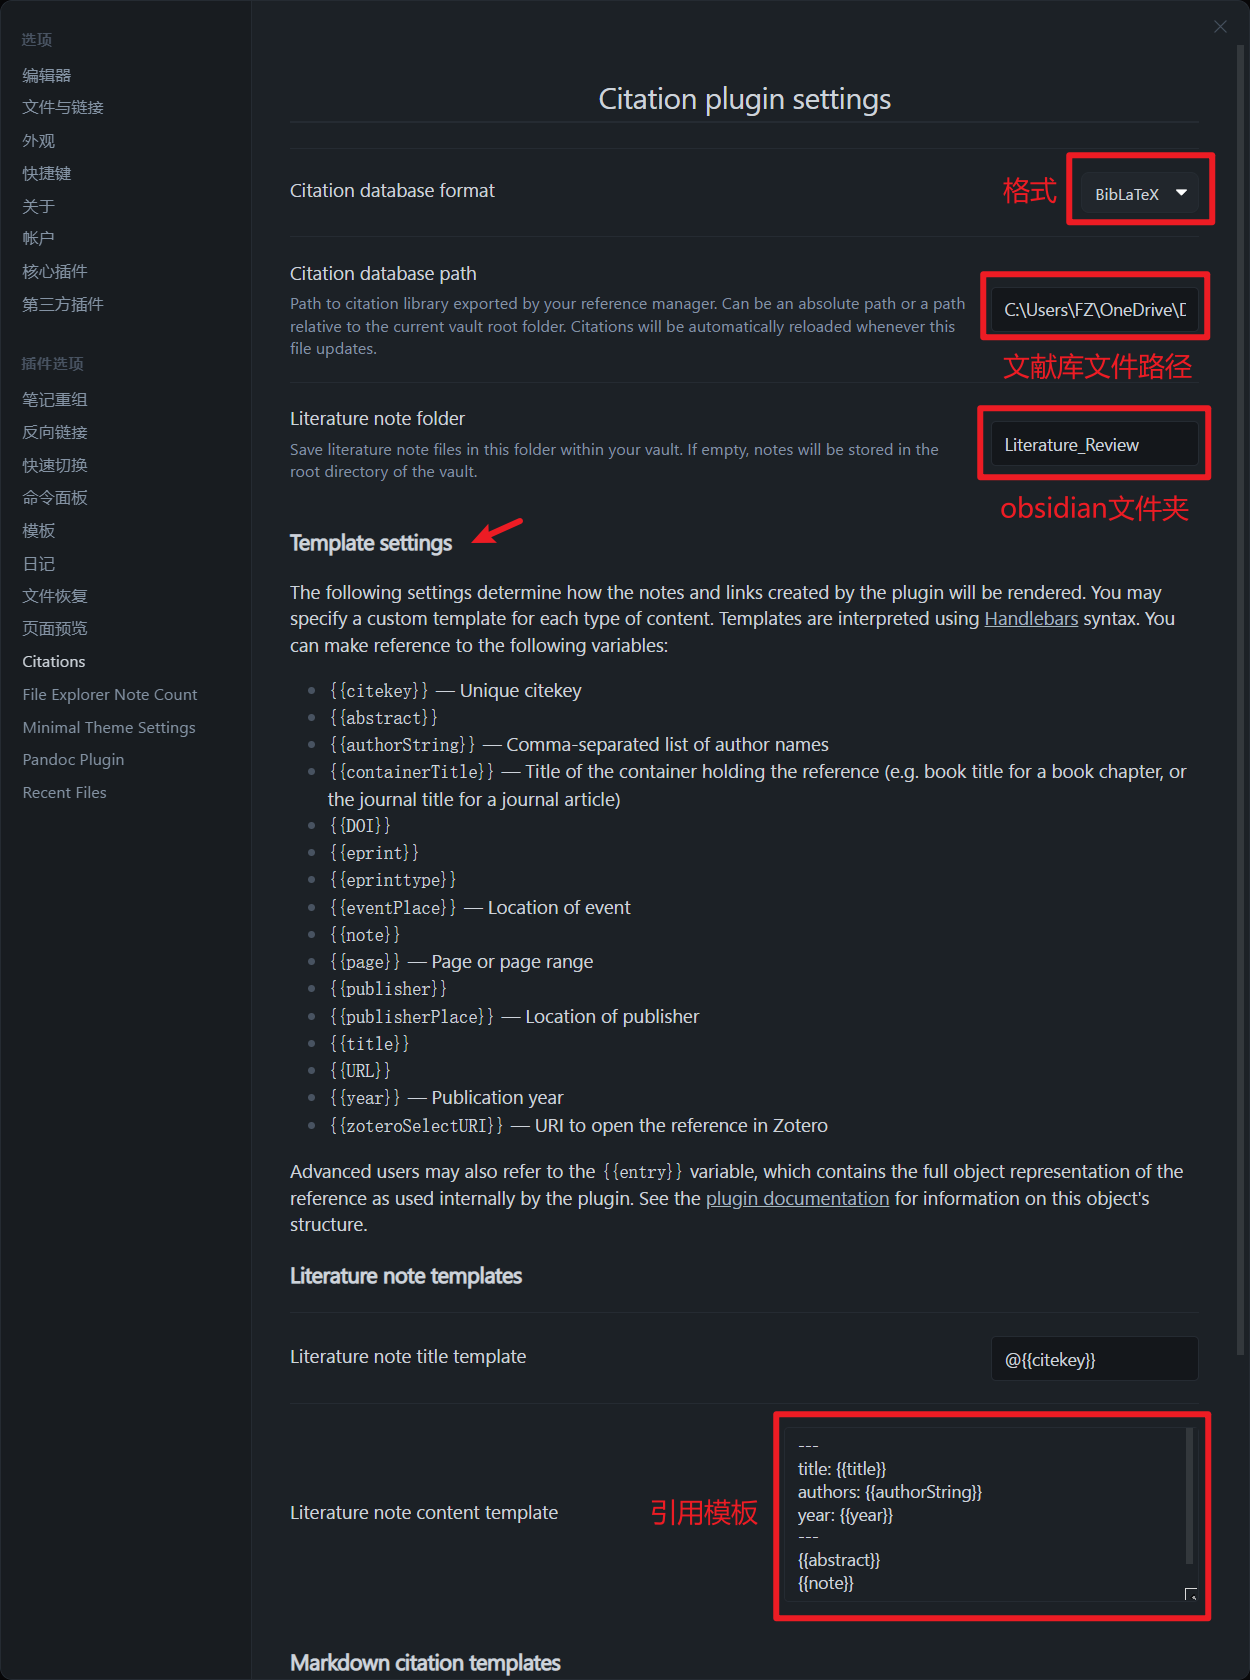 选项
编辑器
文件与链接
外观
快捷键
关于
帐户
核心插件
第三方插件
插件选项
笔记重组
反向链接
快速切换
命令面板
模板
日记
文件恢复
页面预览
Citations
File Explorer Note Count
Minimal Theme Settings
Pandoc Plugin
Recent Files
Citation plugin settings
Citation database format
格式
BibLaTeX
Citation database path
Path to citation library exported by your reference manager. Can be an absolute path or a path
relative to the current vault root folder. Citations will be automatically reloaded whenever this
file updates.
C:\Users\FZ\OneDrive\D
文献库文件路径
Literature note folder
Save literature note files in this folder within your vault. If empty, notes will be stored in the
root directory of the vault.
Literature_Review
obsidian文件夹
Template settings
The following settings determine how the notes and links created by the plugin will be rendered. You may
specify a custom template for each type of content. Templates are interpreted using Handlebars syntax. You
can make reference to the following variables:
{{citekey}} — Unique citekey
{{abstract}}
{{authorString}} — Comma-separated list of author names
{{containerTitle}} — Title of the container holding the reference (e.g. book title for a book chapter, or
the journal title for a journal article)
{{DOI}}
{{eprint}}
{{eprinttype}}
{{eventPlace}} — Location of event
{{note}}
{{page}} — Page or page range
{{publisher}}
{{publisherPlace}} — Location of publisher
{{title}}
{{URL}}
{{year}} — Publication year
{{zoteroSelectURI}} — URI to open the reference in Zotero
Advanced users may also refer to the {{entry}} variable, which contains the full object representation of the
reference as used internally by the plugin. See the plugin documentation for information on this object's
structure.
Literature note templates
Literature note title template
@{{citekey}}
Literature note content template
引用模板
---
title: {{title}}
authors: {{authorString}}
year: {{year}}
---
{{abstract}}
{{note}}
Markdown citation templates